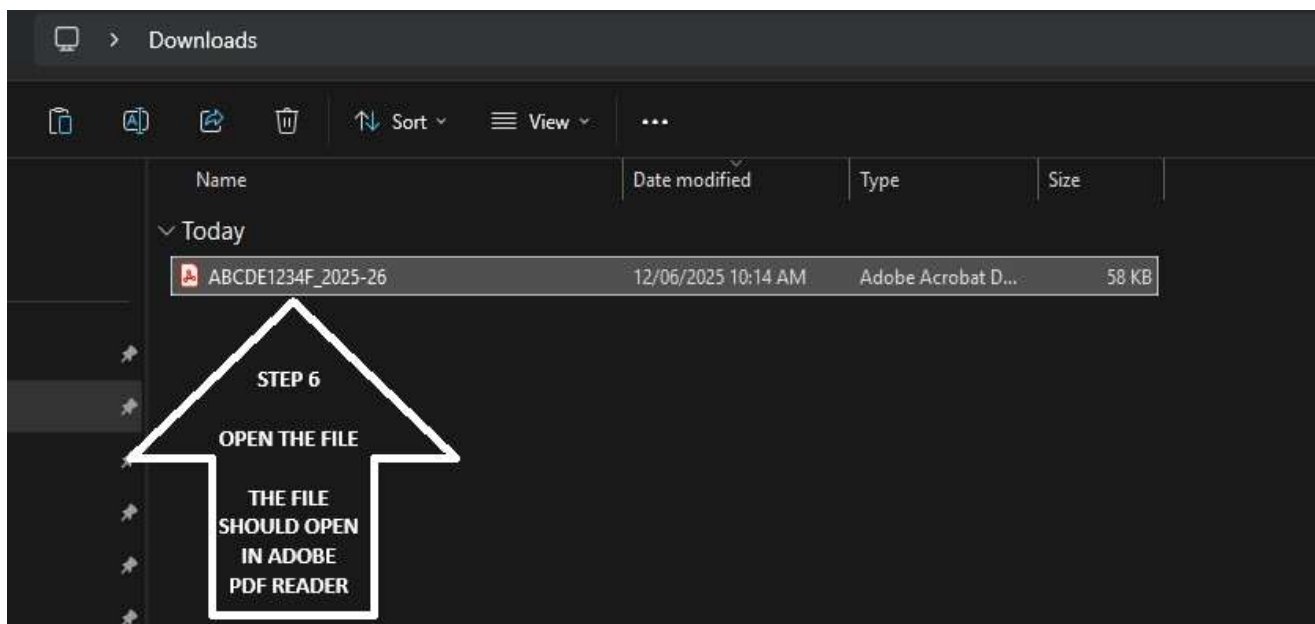 > Downloads
Sort View ...
Name Date modified Type Size
Today
ABCDE1234F_2025-26 12/06/2025 10:14 AM Adobe Acrobat D... 58 KB
STEP 6
OPEN THE FILE
THE FILE
SHOULD OPEN
IN ADOBE
PDF READER